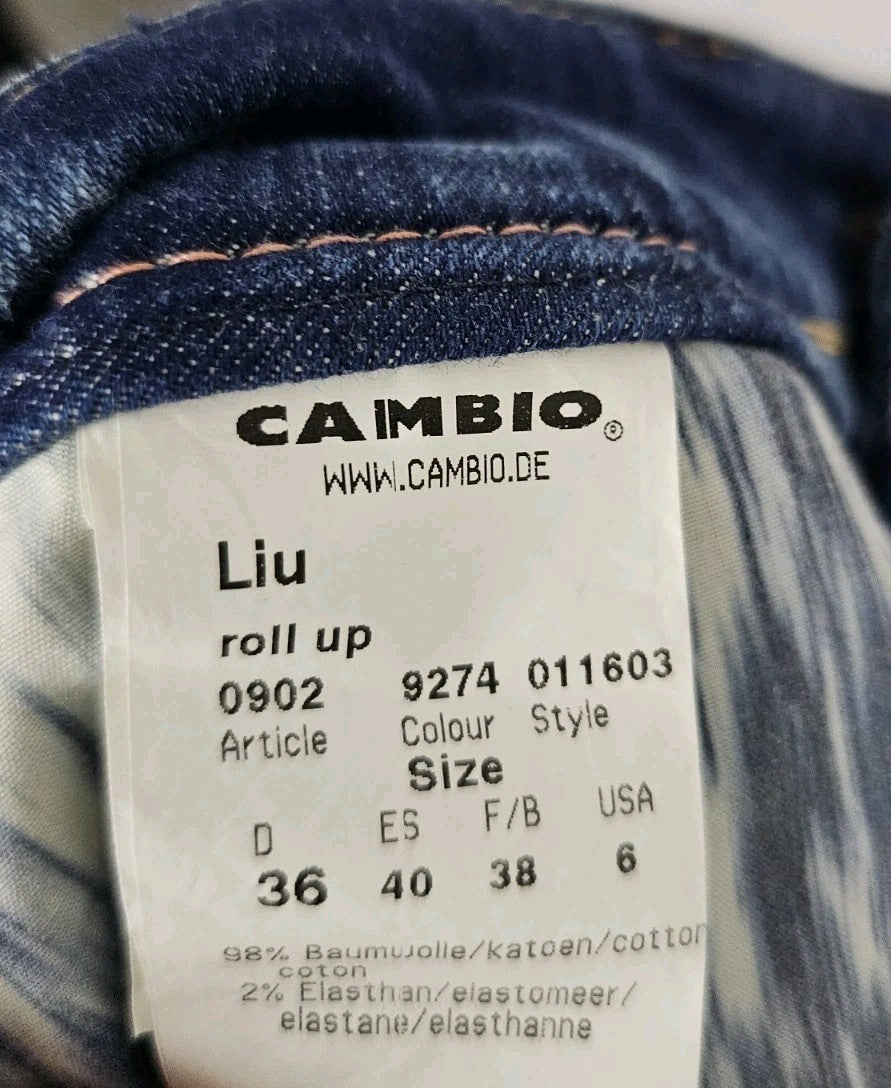 CAMBIO®
WWW.CAMBIO.DE
Liu
roll up
0902 9274 011603
Article Colour Style
Size
D ES F/B USA
36 40 38 6
98% Baumwolle/katoen/cotton
coton
2% Elasthan/elastomeer/
elastane/elasthanne